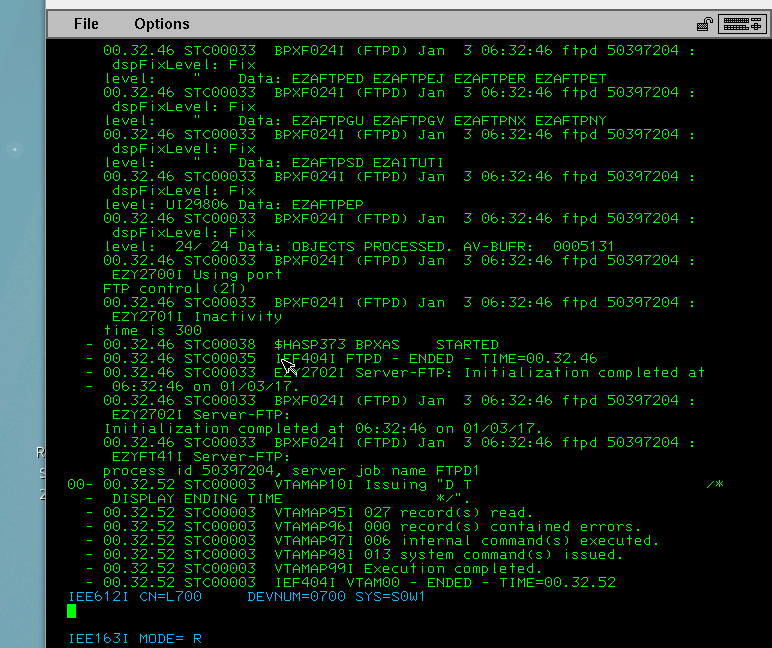 File Options
00.32.46 STC00033 BPXF024I (FTPD) Jan 3 06:32:46 ftpd 50397204 :
dspFixLevel: Fix
level: " Data: EZAFTPED EZAFTPEJ EZAFTPER EZAFTPET
00.32.46 STC00033 BPXF024I (FTPD) Jan 3 06:32:46 ftpd 50397204 :
dspFixLevel: Fix
level: " Data: EZAFTPGU EZAFTPGV EZAFTPNX EZAFTPNY
00.32.46 STC00033 BPXF024I (FTPD) Jan 3 06:32:46 ftpd 50397204 :
dspFixLevel: Fix
level: " Data: EZAFTPSD EZAITUTI
00.32.46 STC00033 BPXF024I (FTPD) Jan 3 06:32:46 ftpd 50397204 :
dspFixLevel: Fix
level: UI29806 Data: EZAFTPEP
00.32.46 STC00033 BPXF024I (FTPD) Jan 3 06:32:46 ftpd 50397204 :
dspFixLevel: Fix
level: 24/ 24 Data: OBJECTS PROCESSED. AV-BUFR: 0005131
00.32.46 STC00033 BPXF024I (FTPD) Jan 3 06:32:46 ftpd 50397204 :
EZY2700I Using port
FTP control (21)
00.32.46 STC00033 BPXF024I (FTPD) Jan 3 06:32:46 ftpd 50397204 :
EZY2701I Inactivity
time is 300
- 00.32.46 STC00038 $HASP373 BPXAS STARTED
- 00.32.46 STC00035 IEF404I FTPD - ENDED - TIME=00.32.46
- 00.32.46 STC00033 EZY2702I Server-FTP: Initialization completed at
- 06:32:46 on 01/03/17.
00.32.46 STC00033 BPXF024I (FTPD) Jan 3 06:32:46 ftpd 50397204 :
EZY2702I Server-FTP:
Initialization completed at 06:32:46 on 01/03/17.
00.32.46 STC00033 BPXF024I (FTPD) Jan 3 06:32:46 ftpd 50397204 :
EZYFT41I Server-FTP:
process id 50397204, server job name FTPD1
00- 00.32.52 STC00003 VTAMAP10I Issuing "D T /*
- DISPLAY ENDING TIME */".
- 00.32.52 STC00003 VTAMAP95I 027 record(s) read.
- 00.32.52 STC00003 VTAMAP96I 000 record(s) contained errors.
- 00.32.52 STC00003 VTAMAP97I 006 internal command(s) executed.
- 00.32.52 STC00003 VTAMAP98I 013 system command(s) issued.
- 00.32.52 STC00003 VTAMAP99I Execution completed.
- 00.32.52 STC00003 IEF404I VTAM00 - ENDED - TIME=00.32.52
IEE612I CN=L700 DEVNUM=0700 SYS=S0W1
IEE163I MODE= R